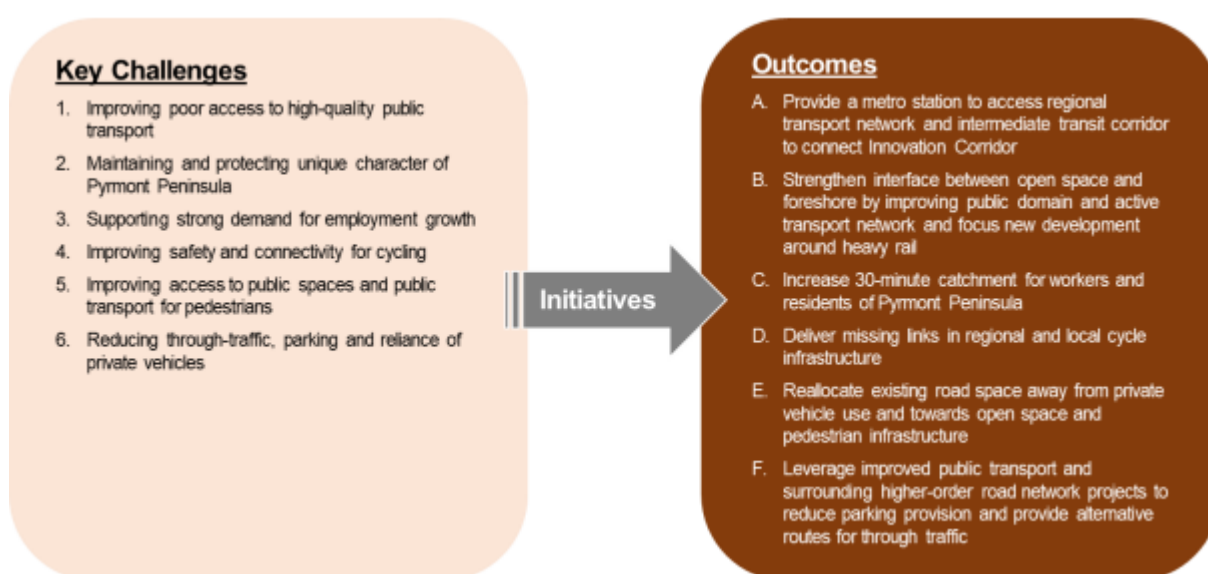 Key Challenges
1. Improving poor access to high-quality public
transport
2. Maintaining and protecting unique character of
Pyrmont Peninsula
3. Supporting strong demand for employment growth
4. Improving safety and connectivity for cycling
5. Improving access to public spaces and public
transport for pedestrians
6. Reducing through-traffic, parking and reliance of
private vehicles
Initiatives
Outcomes
A. Provide a metro station to access regional
transport network and intermediate transit corridor
to connect Innovation Corridor
B. Strengthen interface between open space and
foreshore by improving public domain and active
transport network and focus new development
around heavy rail
C. Increase 30-minute catchment for workers and
residents of Pyrmont Peninsula
D. Deliver missing links in regional and local cycle
infrastructure
E. Reallocate existing road space away from private
vehicle use and towards open space and
pedestrian infrastructure
F. Leverage improved public transport and
surrounding higher-order road network projects to
reduce parking provision and provide alternative
routes for through traffic